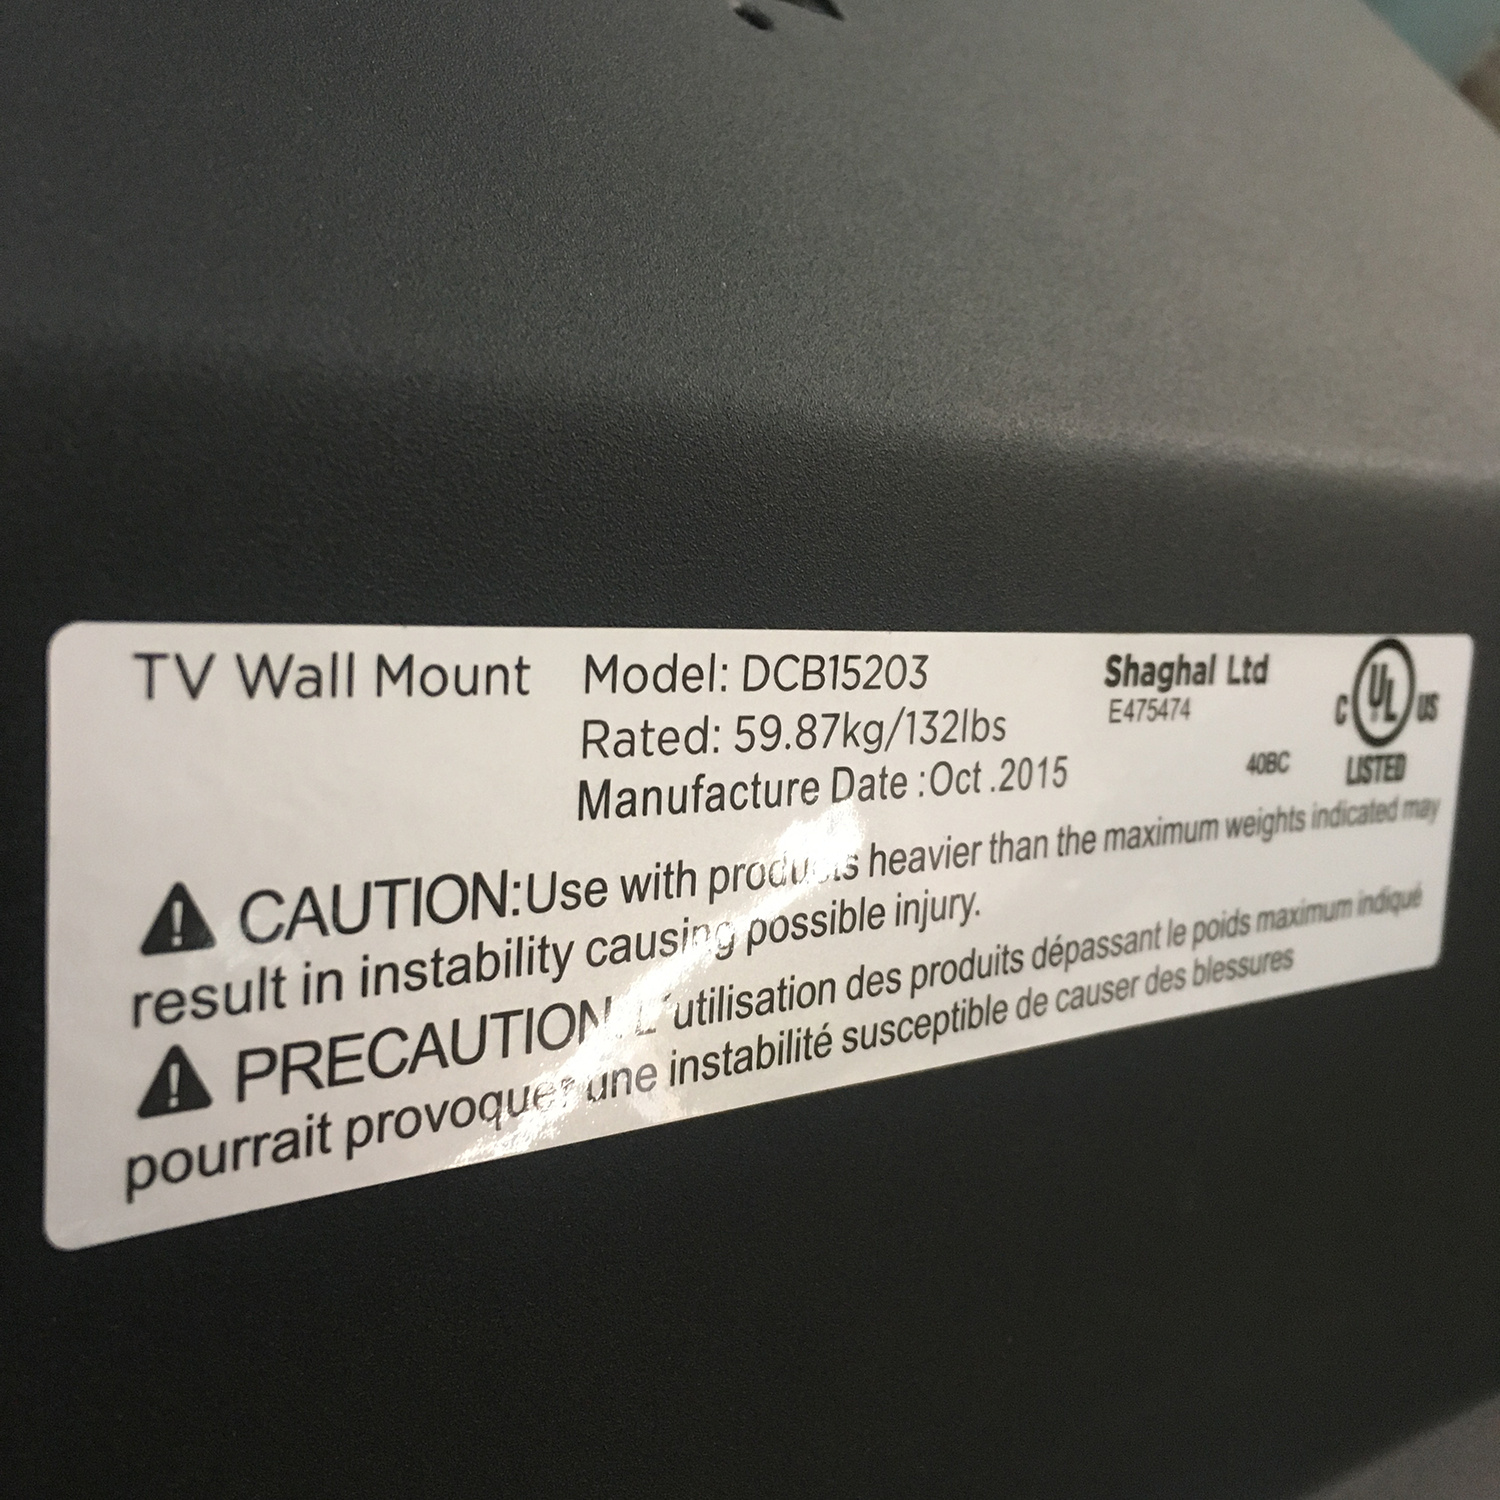 TV Wall Mount
Model: DCB15203
Rated: 59.87kg/132lbs
Manufacture Date :Oct .2015
Shaghal Ltd
E475474
40BC
C UL US
LISTED
CAUTION:Use with products heavier than the maximum weights indicated may
result in instability causing possible injury.
PRECAUTION: L'utilisation des produits dépassant le poids maximum indiqué
pourrait provoquer une instabilité susceptible de causer des blessures